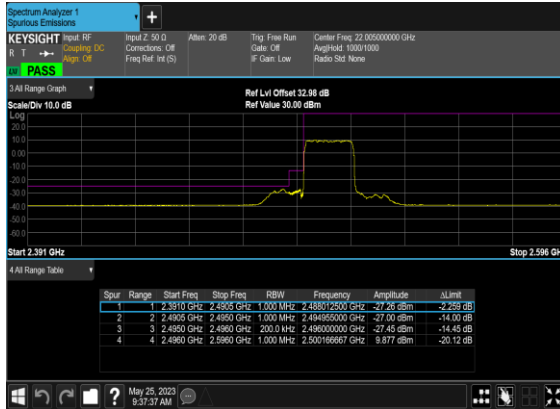 Spectrum Analyzer 1
Spurious Emissions
KEYSIGHT Input: RF Input Z: 50 Ω Atten: 20 dB Trig: Free Run Center Freq: 22.005000000 GHz
R T Coupling: DC Corrections: Off Gate: Off Avg|Hold: 1000/1000
Align: Off Freq Ref: Int (S) IF Gain: Low Radio Std: None
PASS
3 All Range Graph
Ref Lvl Offset 32.98 dB
Scale/Div 10.0 dB Ref Value 30.00 dBm
Log
20.0
10.0
0.00
-10.0
-20.0
-30.0
-40.0
-50.0
-60.0
Start 2.391 GHz Stop 2.596 GH
4 All Range Table
Spur Range Start Freq Stop Freq RBW Frequency Amplitude ΔLimit
1 1 2.3910 GHz 2.4905 GHz 1.000 MHz 2.488012500 GHz -27.26 dBm -2.259 dB
2 2 2.4905 GHz 2.4950 GHz 1.000 MHz 2.494955000 GHz -27.00 dBm -14.00 dB
3 3 2.4950 GHz 2.4960 GHz 200.0 kHz 2.496000000 GHz -27.45 dBm -14.45 dB
4 4 2.4960 GHz 2.5960 GHz 1.000 MHz 2.500166667 GHz 9.877 dBm -20.12 dB
May 25, 2023
9:37:37 AM